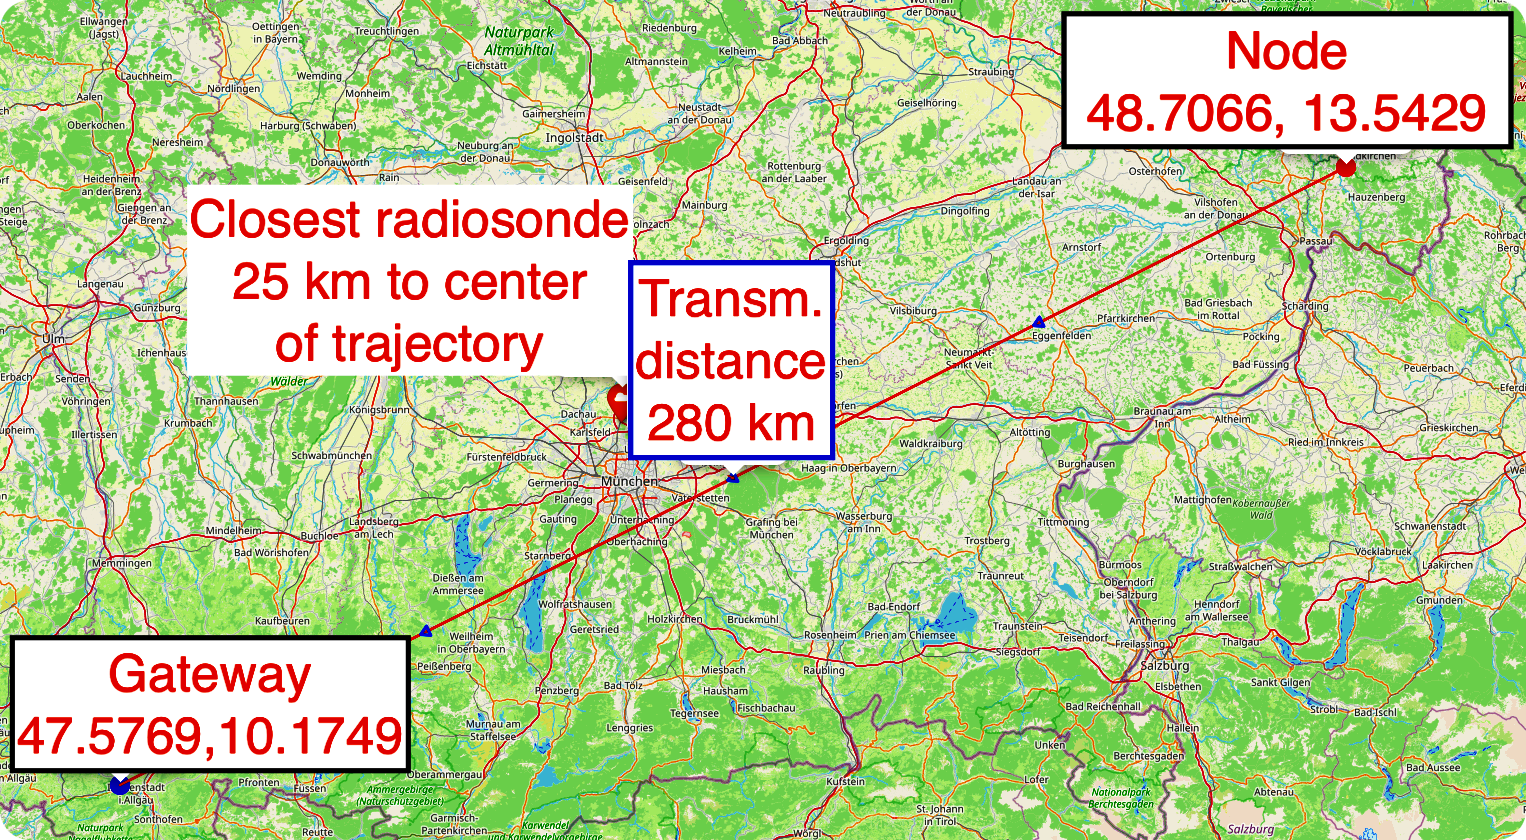 Ellwangen
(Jagst)
Oettingen
in Bayern
Treuchtlingen
Naturpark
Altmühltal
Riedenburg
Neutraubling
der Donau
Bad Abbach
Kelheim
Altmannstein
Eichstätt
Straubing
Node
48.7066, 13.5429
Lauchheim
Wemding
Nördlingen
Monheim
Aalen
Oberkochen
Harburg (Schwaben)
Neresheim
Gaimersheim
Ingolstadt
Neustadt
an der Donau
Geiselhöring
Neuburg an
der Donau
Donauwörth
Rain
Heidenheim
an der Brenz
Giengen an
der Brenz
Geisenfeld
Rottenburg
an der Laaber
Mainburg
Landau an
der Isar
Dingolfing
Osterhofen
Vilshofen
an der Donau
Hauzenberg
Passau
Rohrbach
Berg
Closest radiosonde
25 km to center
of trajectory
Ergolding
Arnstorf
Ortenburg
Langenau
Günzburg
Ulm
Senden
Vöhringen
Illertissen
Transm.
distance
280 km
Vilsbiburg
Neumarkt-
Sankt Veit
Eggenfelden
Pfarrkirchen
Bad Griesbach
im Rottal
Schärding
Pocking
Bad Füssing
Peuerbach
Wälder
Thannhausen
Krumbach
Königsbrunn
Schwabmünchen
Dachau
Karlsfeld
Fürstenfeldbruck
Germering
Planegg
München
Vaterstetten
Gauting
Unterhaching
Oberhaching
Starnberg
Haag in Oberbayern
Waldkraiburg
Altötting
Burghausen
Braunau am
Inn
Altheim
Ried im Innkreis
Grieskirchen
Mattighofen
Kobernaußer
Wald
Schwanenstadt
Vöcklabruck
Laakirchen
Gmunden
Straßwalchen
Tittmoning
Trostberg
Traunreut
Wasserburg
am Inn
Grafing bei
München
Landsberg
am Lech
Buchloe
Mindelheim
Bad Wörishofen
Memmingen
Dießen am
Ammersee
Wolfratshausen
Geretsried
Holzkirchen
Bruckmühl
Bad Endorf
Rosenheim
Prien am Chiemsee
Traunstein
Siegsdorf
Teisendorf
Freilassing
Bürmoos
Oberndorf
bei Salzburg
Anthering
Henndorf
am Wallersee
Thalgau
Salzburg
Elsbethen
Sankt Gilgen
Strobl
Bad Ischl
Kaufbeuren
Weilheim
in Oberbayern
Peißenberg
Penzberg
Bad Tölz
Miesbach
Hausham
Raubling
Fischbachau
Tegernsee
Lenggries
Murnau am
Staffelsee
Gateway
47.5769,10.1749
Bad Reichenhall
Hallein
Unken
Berchtesgaden
Lofer
Nationalpark
Berchtesgaden
Abtenau
Bad Aussee
Kufstein
St. Johann
in Tirol
Wörgl
Salzburg
Oberammergau
Ammergebirge
(Naturschutzgebiet)
Garmisch-
Partenkirchen
Karwendel
Pfronten
Füssen
Reutte
i.Allgäu
Sonthofen
Naturpark